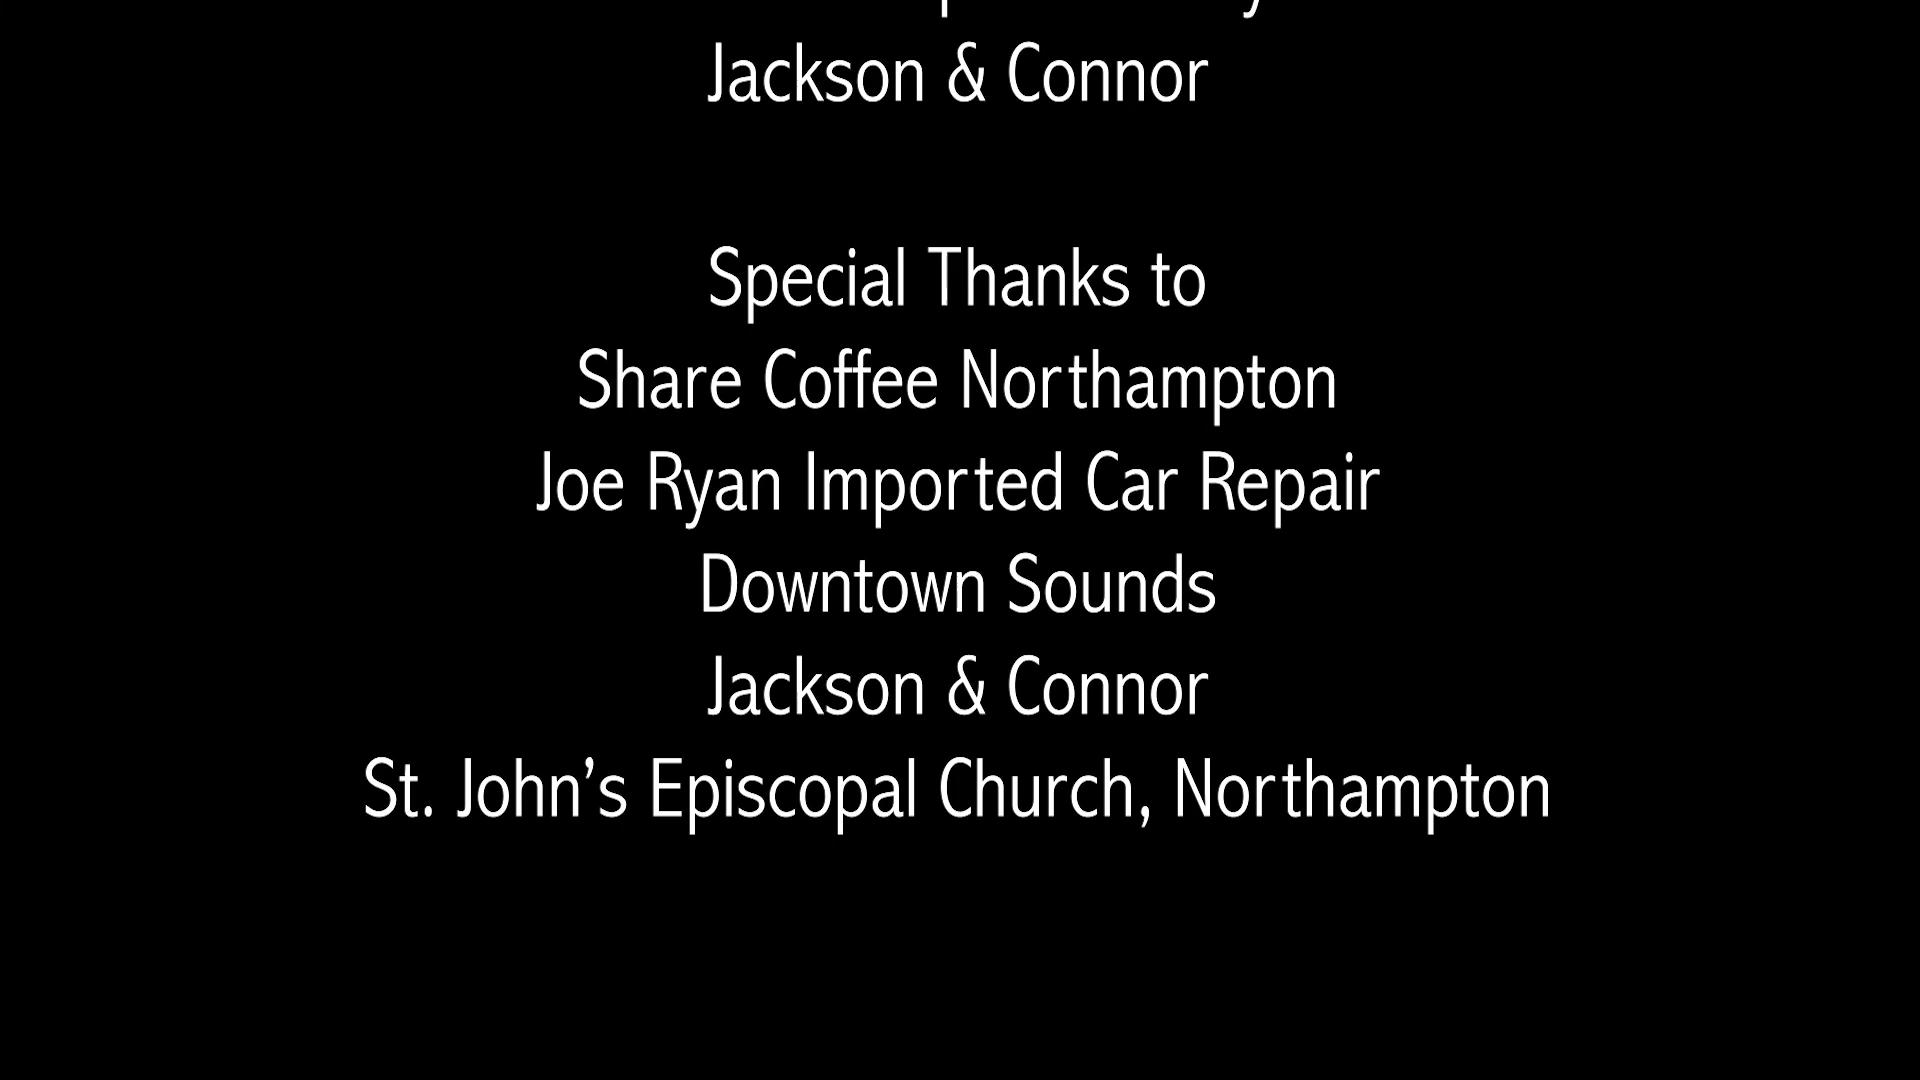 Jackson & Connor
Special Thanks to
Share Coffee Northampton
Joe Ryan Imported Car Repair
Downtown Sounds
Jackson & Connor
St. John’s Episcopal Church, Northampton